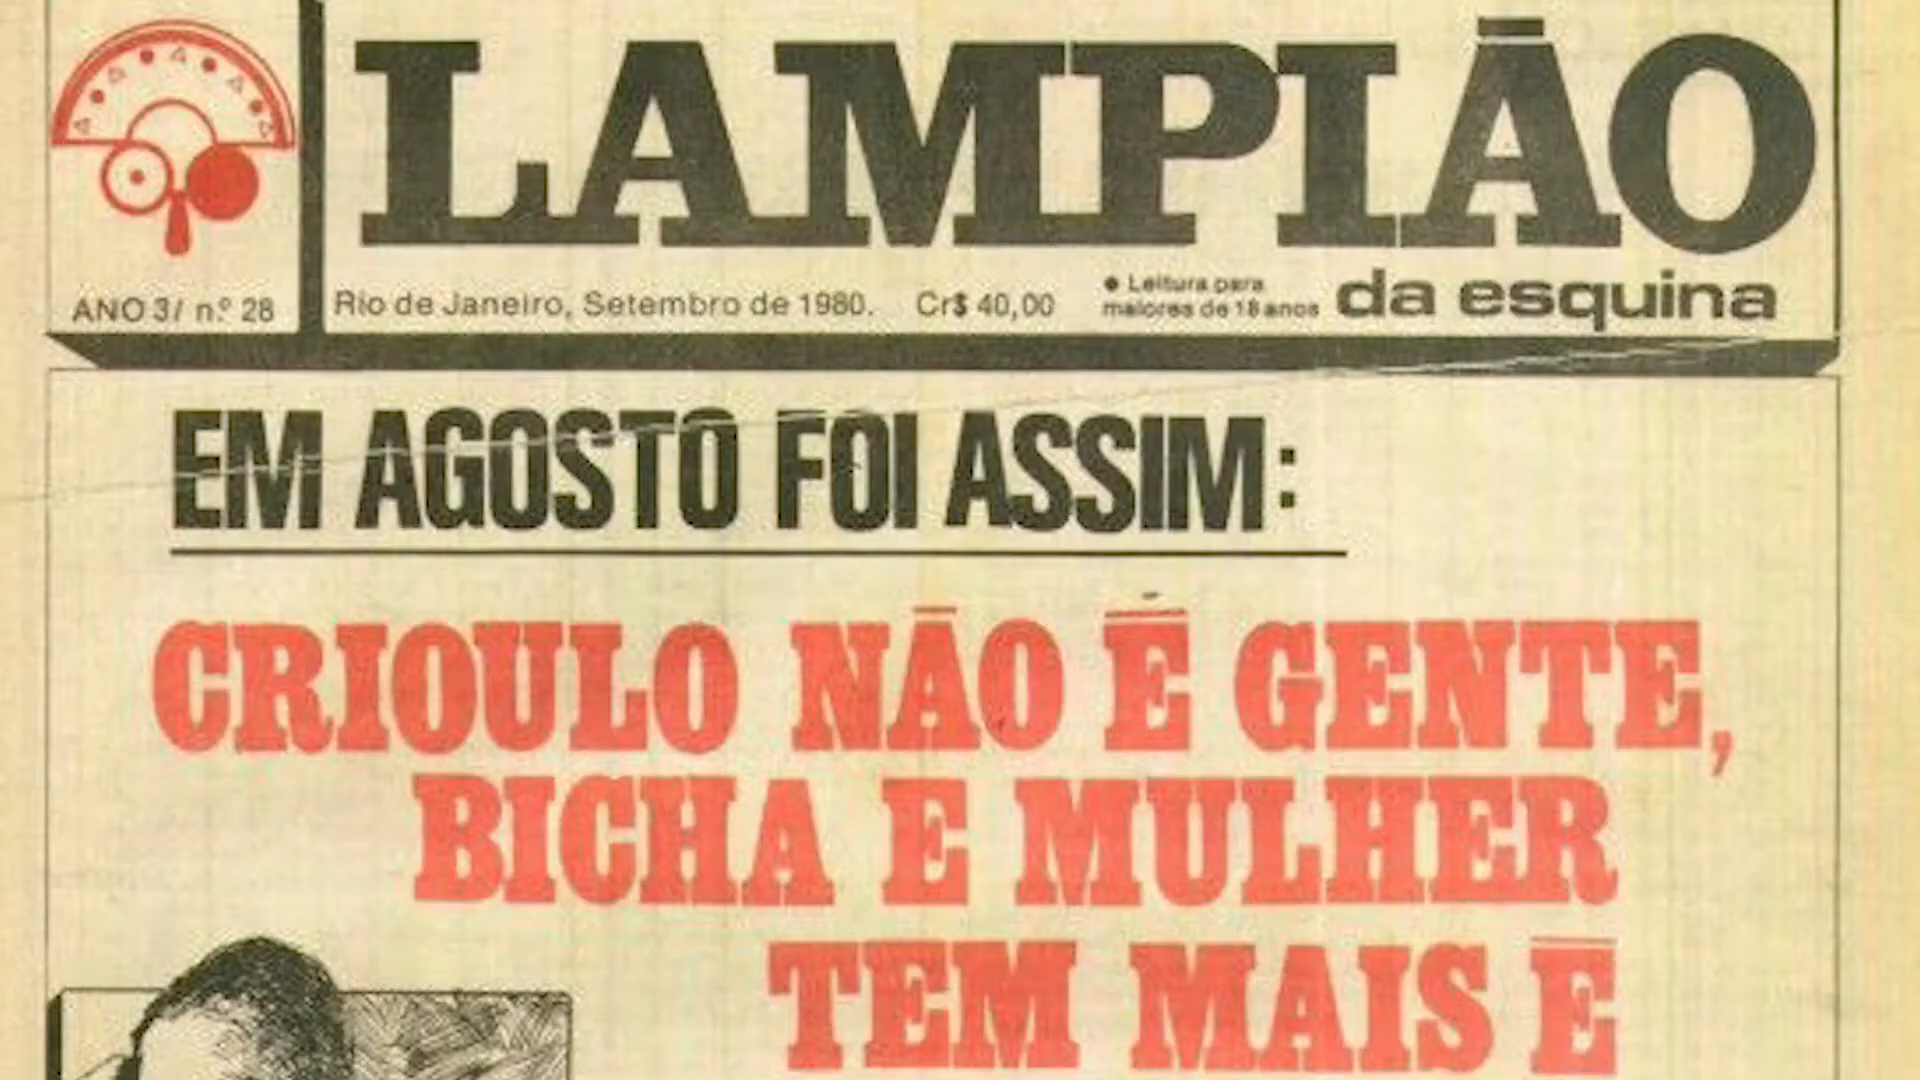 LAMPIÃO
ANO 3/ n.º 28
Rio de Janeiro, Setembro de 1980. Cr$ 40,00
● Leitura para
maiores de 18 anos
da esquina
EM AGOSTO FOI ASSIM:
CRIOULO NÃO É GENTE,
BICHA E MULHER
TEM MAIS É